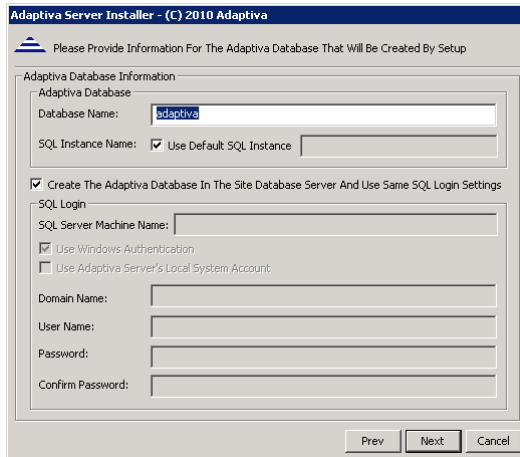 Adaptiva Server Installer - (C) 2010 Adaptiva
Please Provide Information For The Adaptiva Database That Will Be Created By Setup
Adaptiva Database Information
Adaptiva Database
Database Name: adaptiva
SQL Instance Name: Use Default SQL Instance
Create The Adaptiva Database In The Site Database Server And Use Same SQL Login Settings
SQL Login
SQL Server Machine Name:
Use Windows Authentication
Use Adaptiva Server's Local System Account
Domain Name:
User Name:
Password:
Confirm Password:
Prev Next Cancel